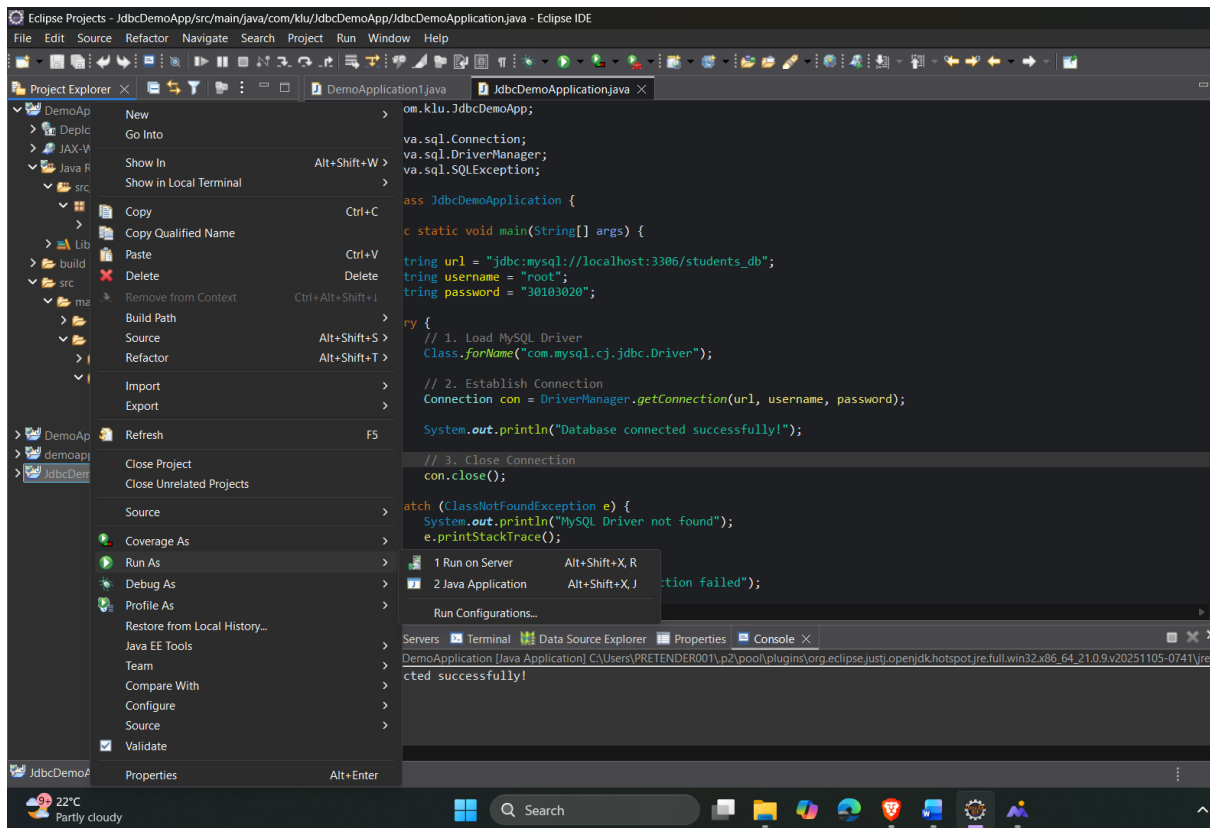 Eclipse Projects - JdbcDemoApp/src/main/java/com/klu/JdbcDemoApp/JdbcDemoApplication.java - Eclipse IDE
File Edit Source Refactor Navigate Search Project Run Window Help
Project Explorer
DemoApplication1.java
JdbcDemoApplication.java
DemoAp
Deplo
JAX-W
Java R
src
Lib
build
src
ma
DemoAp
demoapp
JdbcDem
New
Go Into
Show In Alt+Shift+W >
Show in Local Terminal
Copy Ctrl+C
Copy Qualified Name
Paste Ctrl+V
Delete Delete
Remove from Context Ctrl+Alt+Shift+↓
Build Path
Source Alt+Shift+S >
Refactor Alt+Shift+T >
Import
Export
Refresh F5
Close Project
Close Unrelated Projects
Source
Coverage As
Run As
Debug As
Profile As
Restore from Local History...
Java EE Tools
Team
Compare With
Configure
Source
Validate
Properties Alt+Enter
1 Run on Server Alt+Shift+X, R
2 Java Application Alt+Shift+X, J
Run Configurations...
om.klu.JdbcDemoApp;
va.sql.Connection;
va.sql.DriverManager;
va.sql.SQLException;
ass JdbcDemoApplication {
c static void main(String[] args) {
tring url = "jdbc:mysql://localhost:3306/students_db";
tring username = "root";
tring password = "30103020";
ry {
// 1. Load MySQL Driver
Class.forName("com.mysql.cj.jdbc.Driver");
// 2. Establish Connection
Connection con = DriverManager.getConnection(url, username, password);
System.out.println("Database connected successfully!");
// 3. Close Connection
con.close();
atch (ClassNotFoundException e) {
System.out.println("MySQL Driver not found");
e.printStackTrace();
ction failed");
Servers Terminal Data Source Explorer Properties Console
DemoApplication [Java Application] C:\Users\PRETENDER001\.p2\pool\plugins\org.eclipse.justj.openjdk.hotspot.jre.full.win32.x86_64_21.0.9.v20251105-0741\jre
cted successfully!
JdbcDemoA
9+
22°C
Partly cloudy
Search